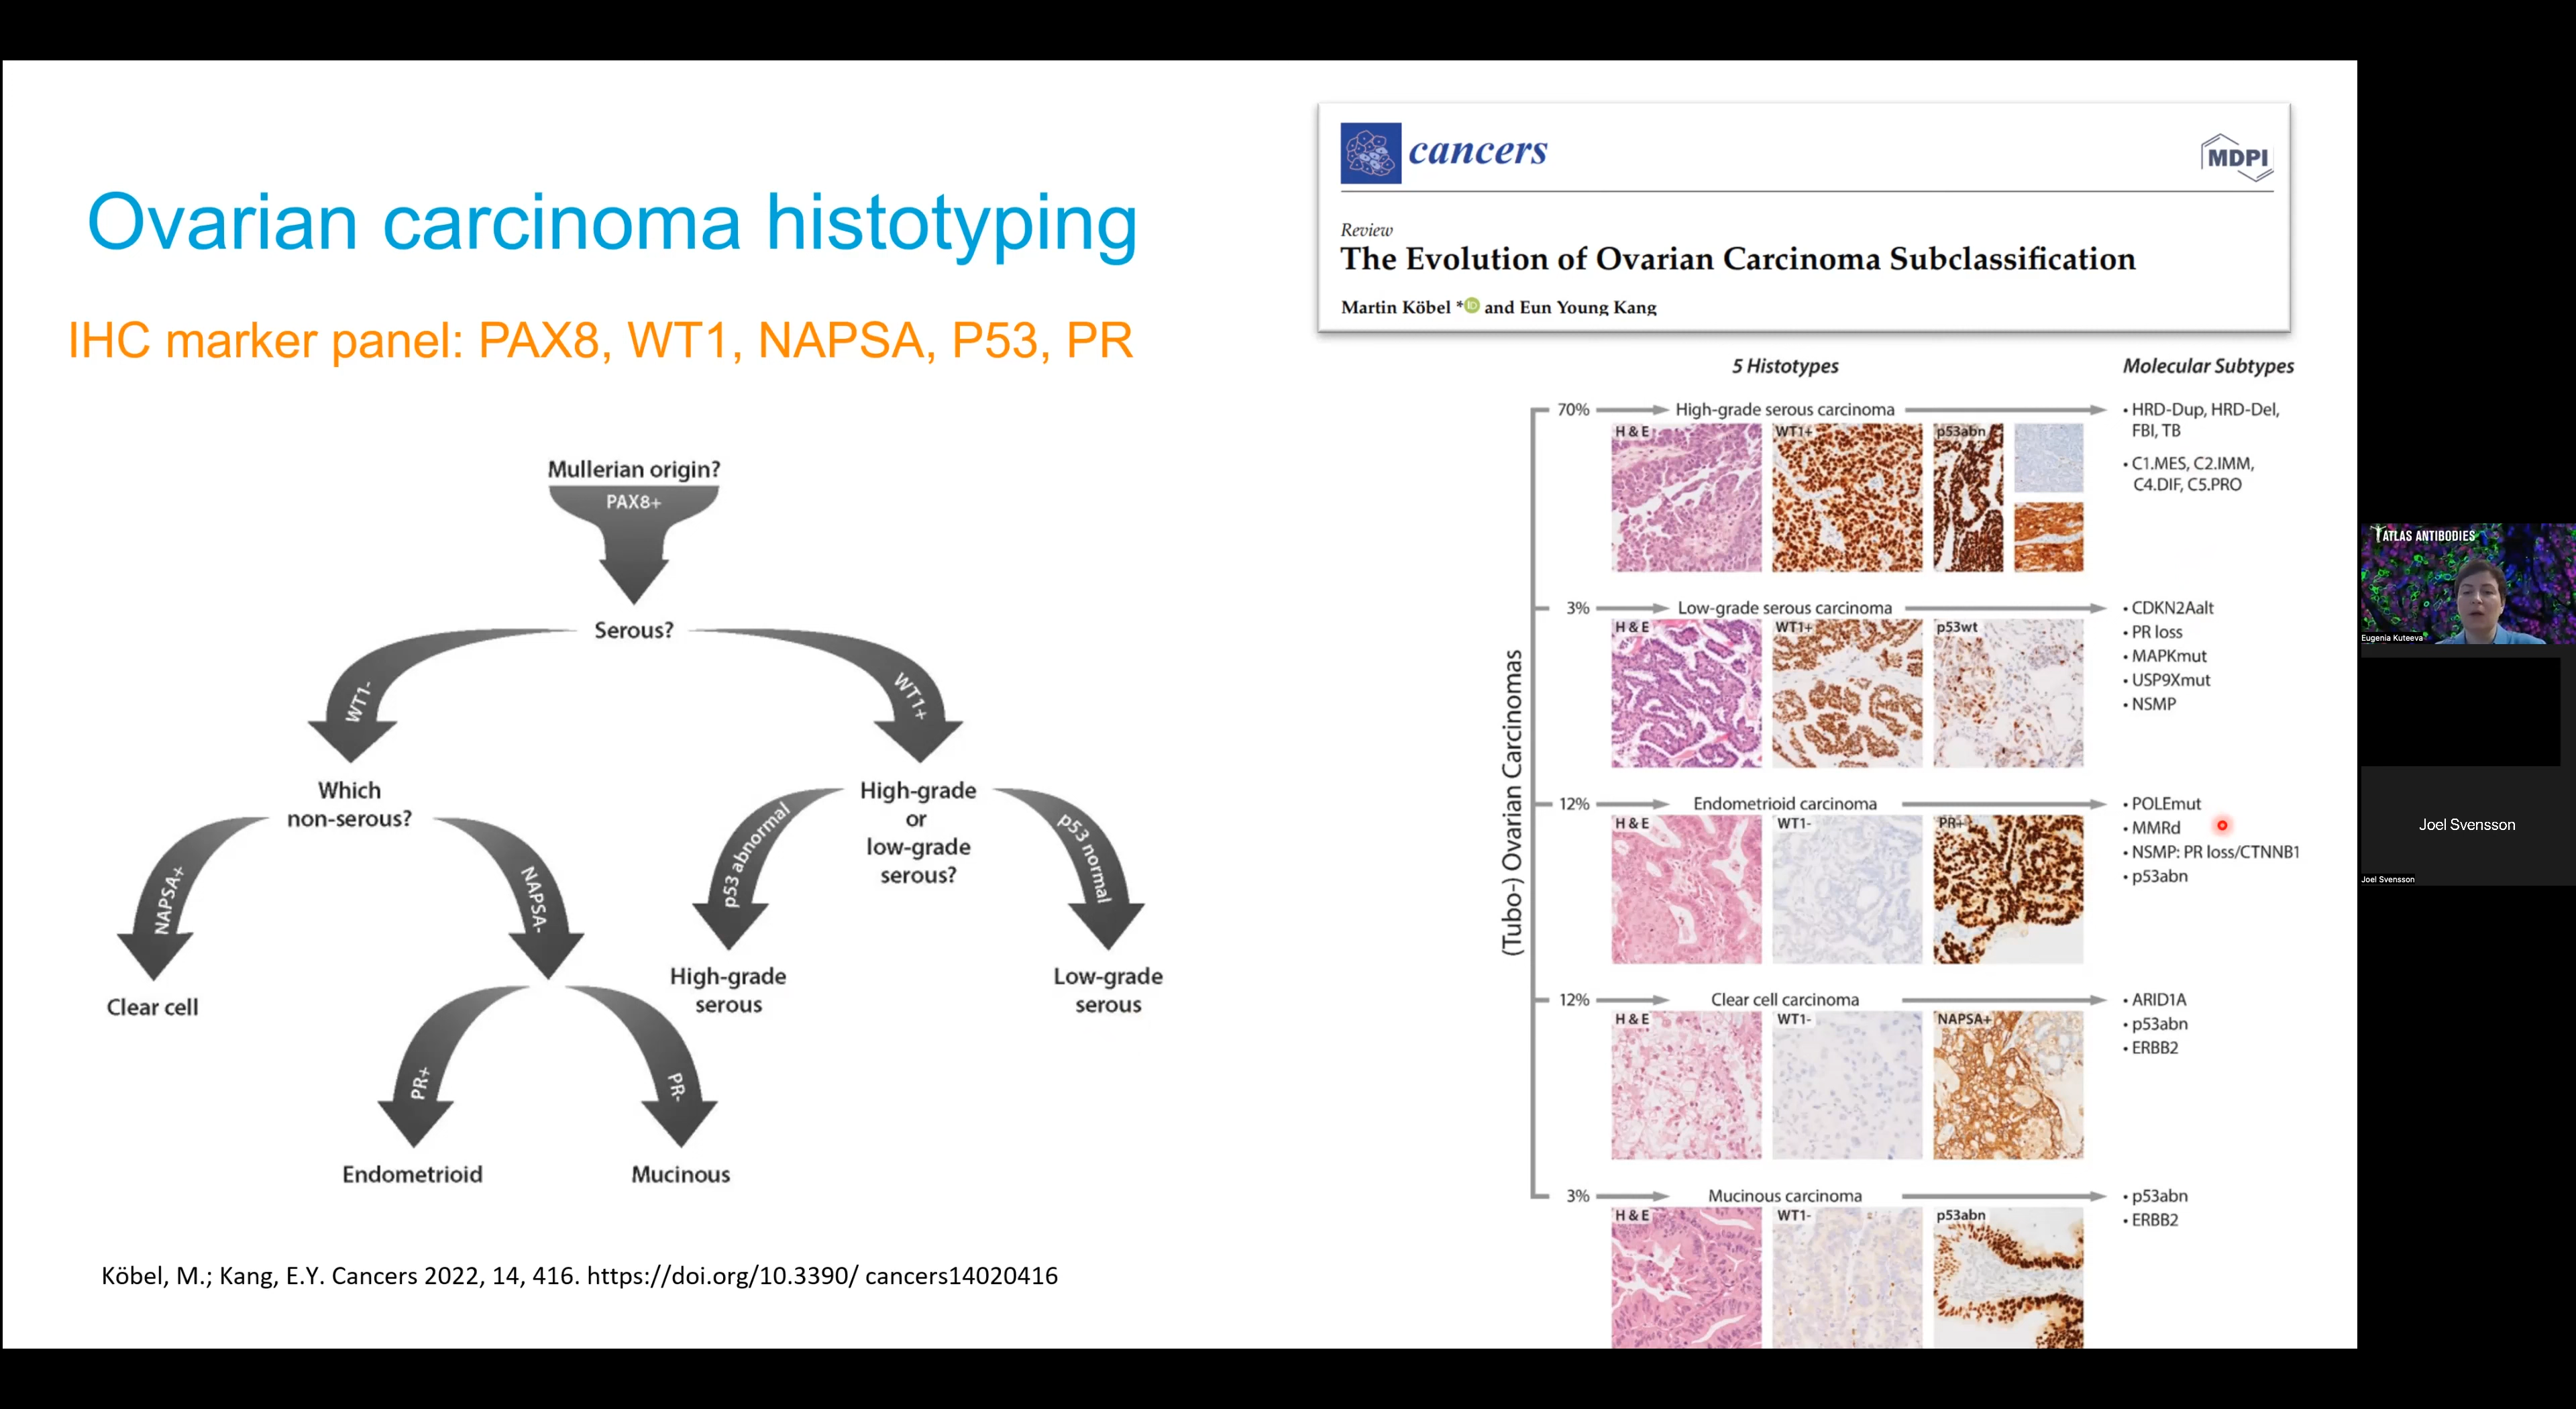 Ovarian carcinoma histotyping
IHC marker panel: PAX8, WT1, NAPSA, P53, PR
Mullerian origin?
PAX8+
Serous?
WT1-
WT1+
Which
non-serous?
High-grade
or
low-grade
serous?
NAPSA+
NAPSA-
p53 abnormal
p53 normal
Clear cell
High-grade
serous
Low-grade
serous
PR+
PR-
Endometrioid
Mucinous
Köbel, M.; Kang, E.Y. Cancers 2022, 14, 416. https://doi.org/10.3390/ cancers14020416
cancers
MDPI
Review
The Evolution of Ovarian Carcinoma Subclassification
Martin Köbel * iD and Eun Young Kang
5 Histotypes
Molecular Subtypes
(Tubo-) Ovarian Carcinomas
70%
High-grade serous carcinoma
• HRD-Dup, HRD-Del,
FBI, TB
• C1.MES, C2.IMM,
C4.DIF, C5.PRO
H & E
WT1+
p53abn
3%
Low-grade serous carcinoma
• CDKN2Aalt
• PR loss
• MAPKmut
• USP9Xmut
• NSMP
H & E
WT1+
p53wt
12%
Endometrioid carcinoma
• POLEmut
• MMRd
• NSMP: PR loss/CTNNB1
• p53abn
H & E
WT1-
PR+
12%
Clear cell carcinoma
• ARID1A
• p53abn
• ERBB2
H & E
WT1-
NAPSA+
3%
Mucinous carcinoma
• p53abn
• ERBB2
H & E
WT1-
p53abn
ATLAS ANTIBODIES
Eugenia Kuteeva
Joel Svensson
Joel Svensson